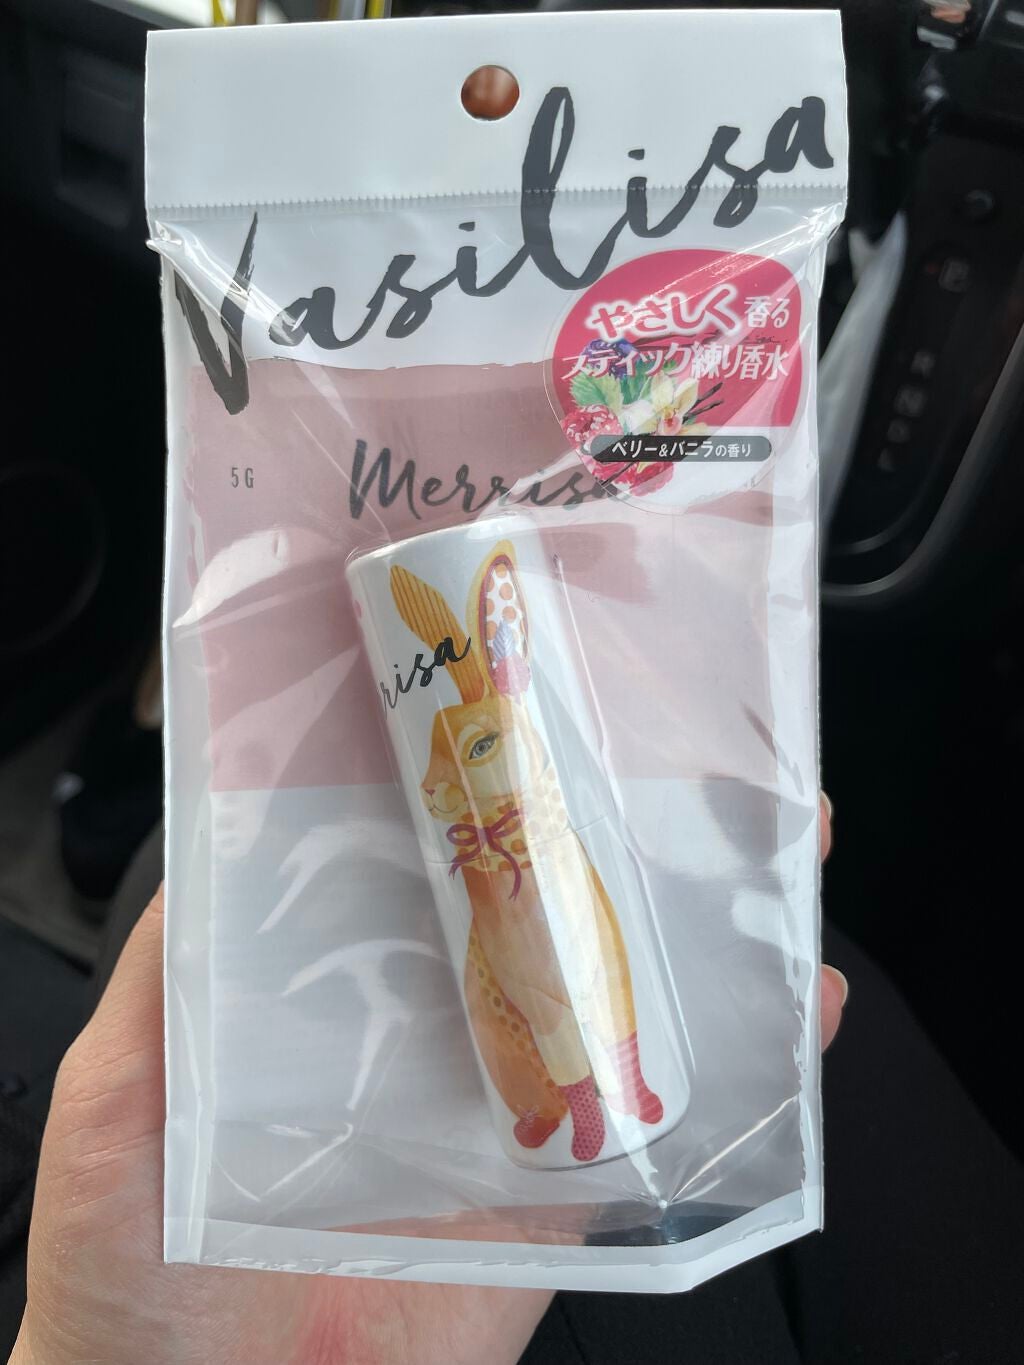 Vasilisa
やさしく香る
スティック練り香水
ベリー&バニラの香り
5G
Merrisa
risa